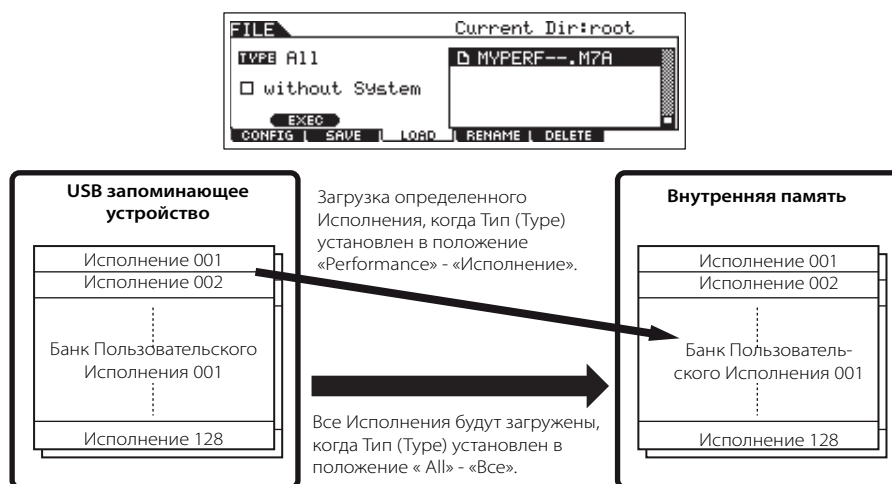 FILE Current Dir:root
TYPE All
MYPERF--.M7A
without System
EXEC
CONFIG SAVE LOAD RENAME DELETE
USB запоминающее
устройство
Исполнение 001
Исполнение 002
Банк Пользовательского
Исполнения 001
Исполнение 128
Загрузка определенного
Исполнения, когда Тип (Type)
установлен в положение
«Performance» - «Исполнение».
Все Исполнения будут загружены,
когда Тип (Type) установлен в
положение « All» - «Все».
Внутренняя память
Исполнение 001
Исполнение 002
Банк Пользователь-
ского Исполнения 001
Исполнение 128